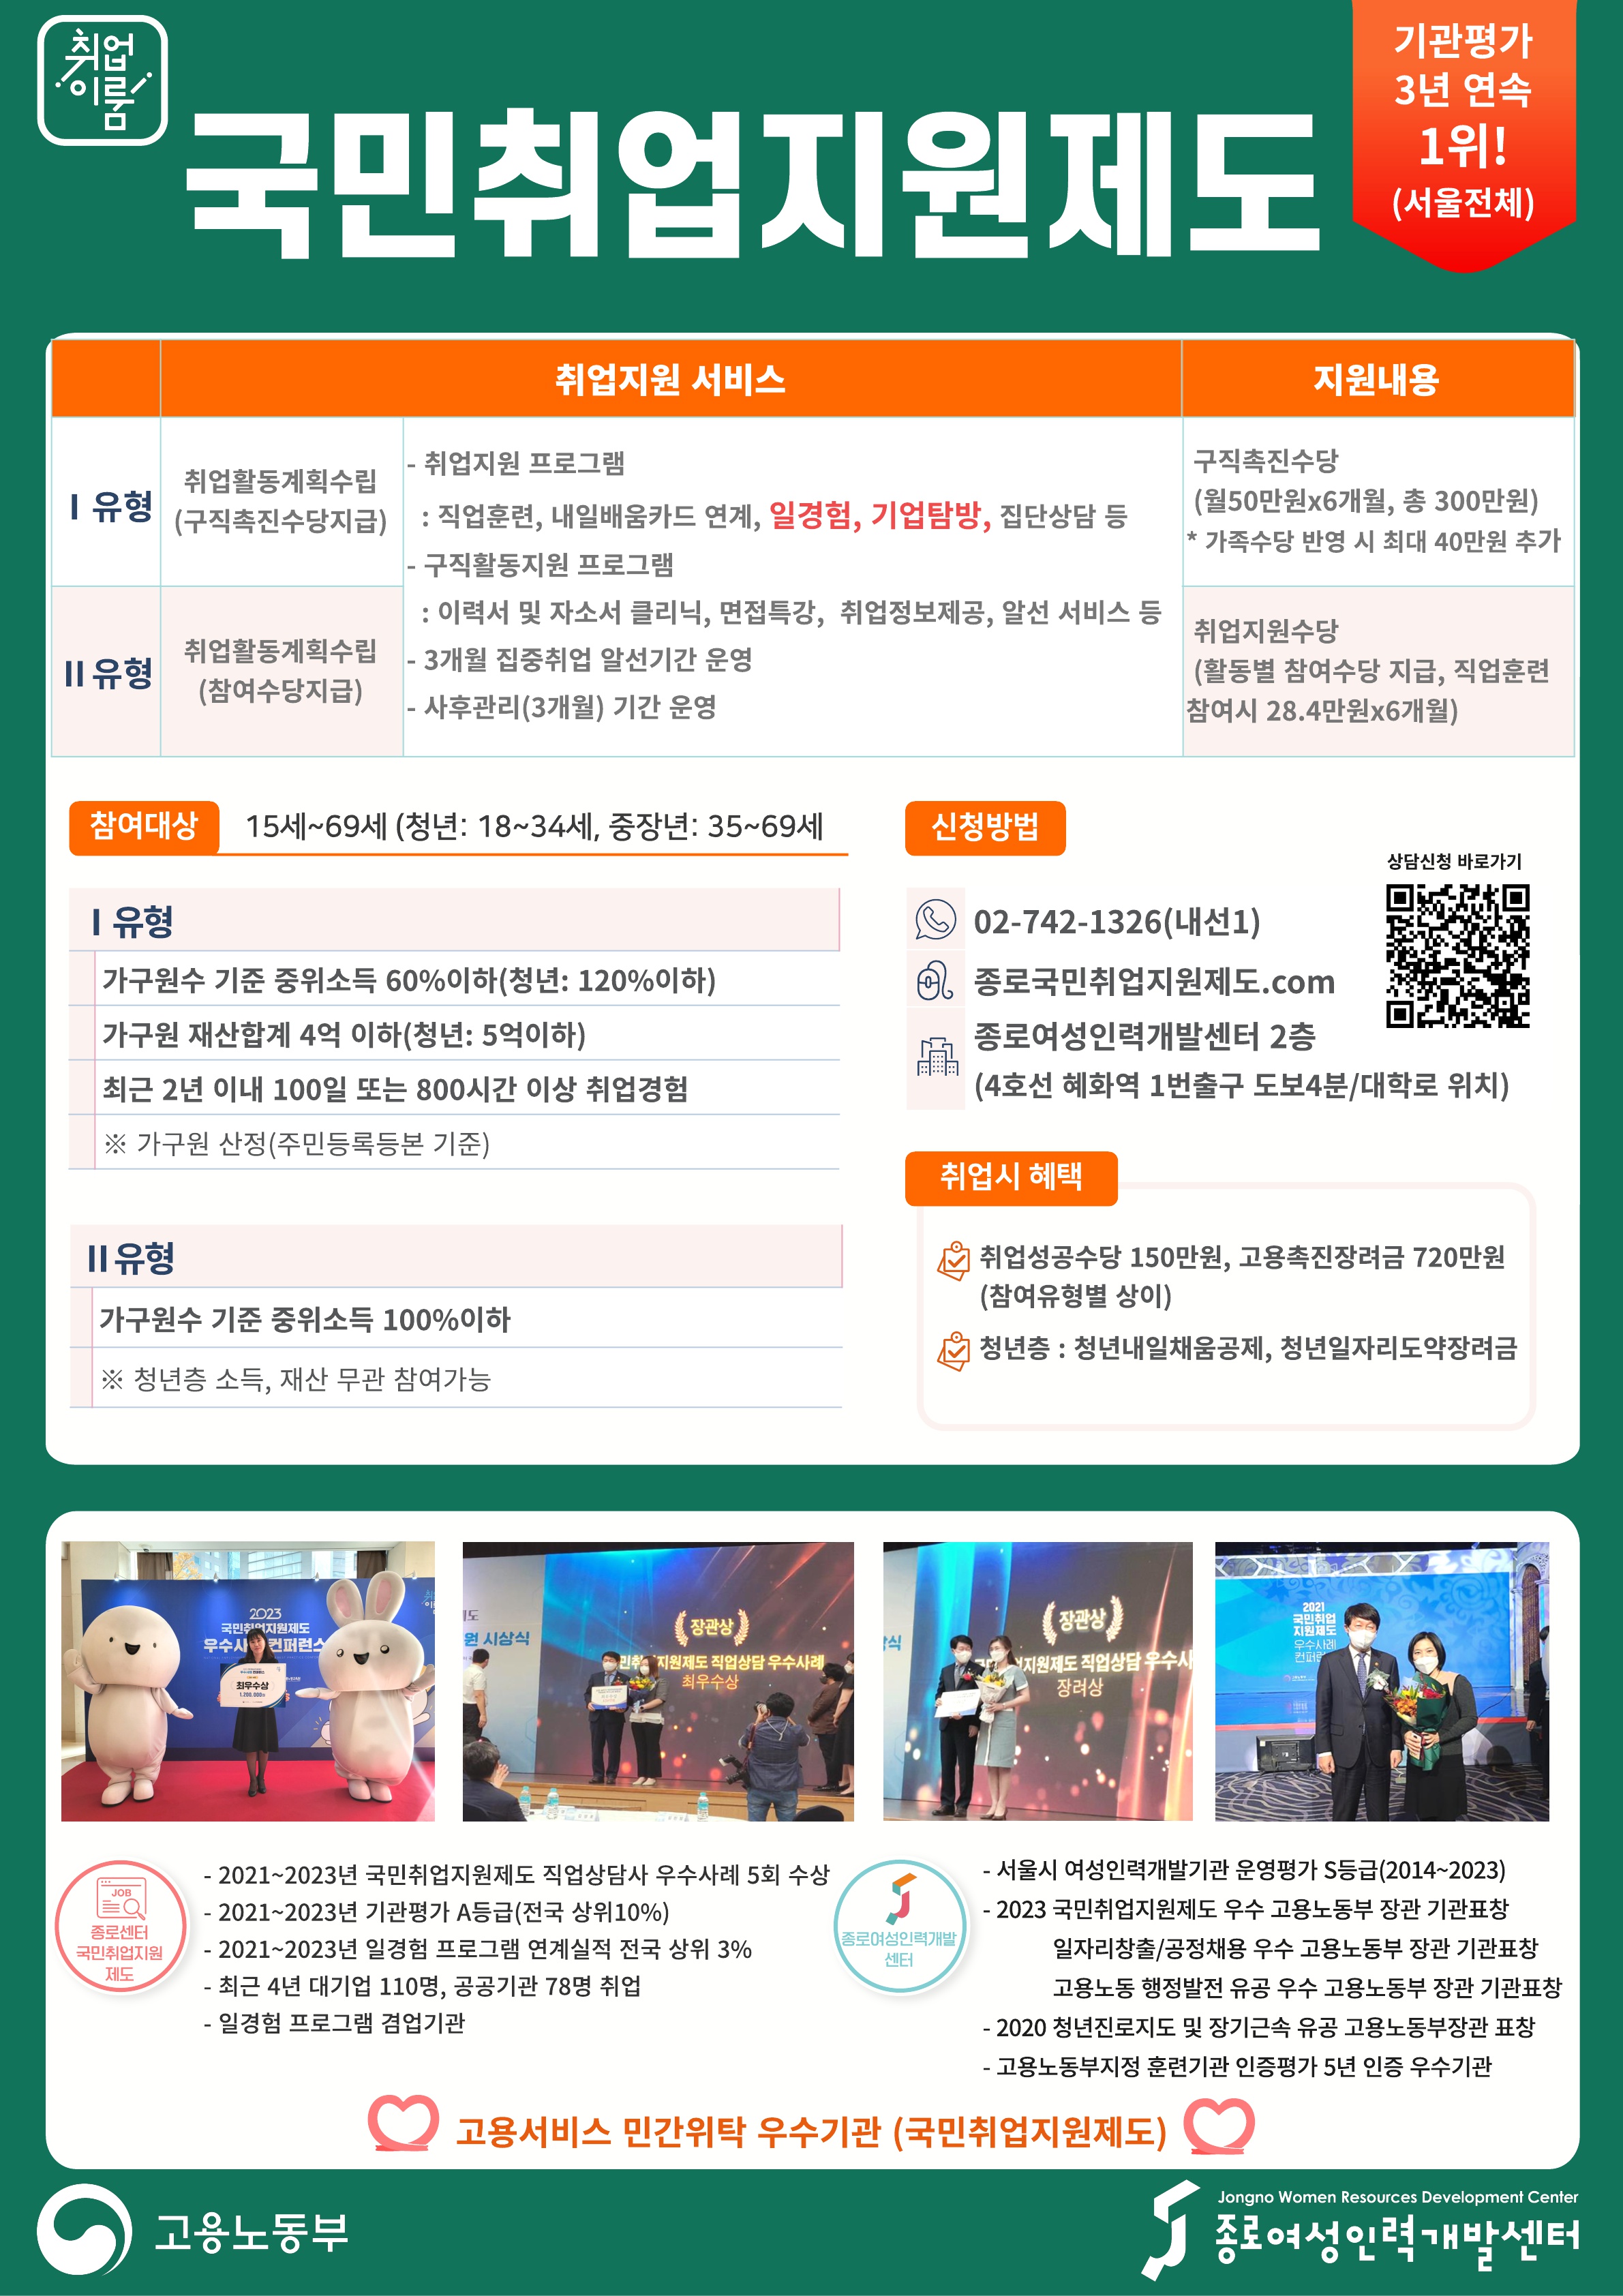 취업
이룸
국민취업지원제도
기관평가
3년 연속
1위!
(서울전체)
취업지원 서비스
지원내용
I 유형
취업활동계획수립
(구직촉진수당지급)
- 취업지원 프로그램
: 직업훈련, 내일배움카드 연계, 일경험, 기업탐방, 집단상담 등
- 구직활동지원 프로그램
: 이력서 및 자소서 클리닉, 면접특강, 취업정보제공, 알선 서비스 등
- 3개월 집중취업 알선기간 운영
- 사후관리(3개월) 기간 운영
구직촉진수당
(월50만원x6개월, 총 300만원)
* 가족수당 반영 시 최대 40만원 추가
II 유형
취업활동계획수립
(참여수당지급)
취업지원수당
(활동별 참여수당 지급, 직업훈련
참여시 28.4만원x6개월)
참여대상
15세~69세 (청년: 18~34세, 중장년: 35~69세
I 유형
가구원수 기준 중위소득 60%이하(청년: 120%이하)
가구원 재산합계 4억 이하(청년: 5억이하)
최근 2년 이내 100일 또는 800시간 이상 취업경험
※ 가구원 산정(주민등록등본 기준)
II 유형
가구원수 기준 중위소득 100%이하
※ 청년층 소득, 재산 무관 참여가능
신청방법
상담신청 바로가기
02-742-1326(내선1)
종로국민취업지원제도.com
종로여성인력개발센터 2층
(4호선 혜화역 1번출구 도보4분/대학로 위치)
취업시 혜택
취업성공수당 150만원, 고용촉진장려금 720만원
(참여유형별 상이)
청년층 : 청년내일채움공제, 청년일자리도약장려금
2023
국민취업지원제도
우수사 컨퍼런스
최우수상
1,200,000원
원 시상식
장관상
지원제도 직업상담 우수사례
최우수상
장관상
지원제도 직업상담 우수사
장려상
2021
국민취업
지원제도
우수사례
컨퍼런
JOB
종로센터
국민취업지원
제도
- 2021~2023년 국민취업지원제도 직업상담사 우수사례 5회 수상
- 2021~2023년 기관평가 A등급(전국 상위10%)
- 2021~2023년 일경험 프로그램 연계실적 전국 상위 3%
- 최근 4년 대기업 110명, 공공기관 78명 취업
- 일경험 프로그램 겸업기관
종로여성인력개발
센터
- 서울시 여성인력개발기관 운영평가 S등급(2014~2023)
- 2023 국민취업지원제도 우수 고용노동부 장관 기관표창
일자리창출/공정채용 우수 고용노동부 장관 기관표창
고용노동 행정발전 유공 우수 고용노동부 장관 기관표창
- 2020 청년진로지도 및 장기근속 유공 고용노동부장관 표창
- 고용노동부지정 훈련기관 인증평가 5년 인증 우수기관
고용서비스 민간위탁 우수기관 (국민취업지원제도)
고용노동부
Jongno Women Resources Development Center
종로여성인력개발센터